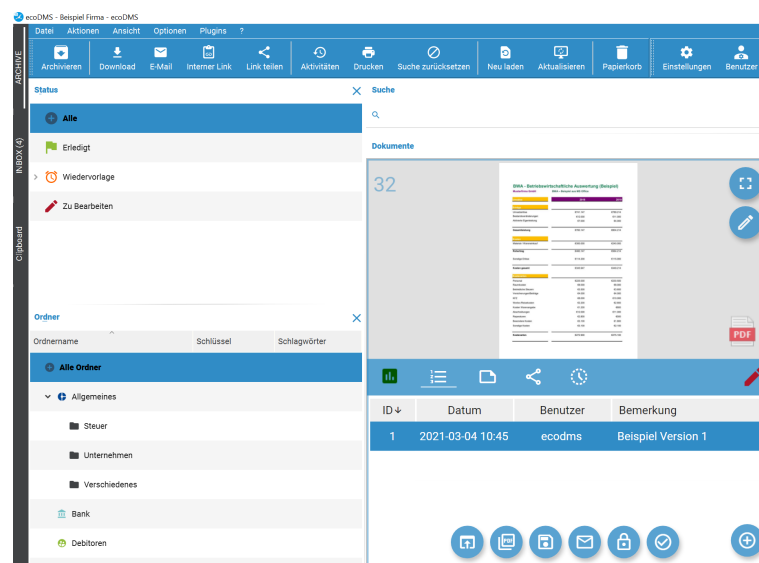 ecoDMS - Beispiel Firma - ecoDMS
Datei Aktionen Ansicht Optionen Plugins ?
Archivieren Download E-Mail Interner Link Link teilen Aktivitäten Drucken Suche zurücksetzen Neu laden Aktualisieren Papierkorb Einstellungen Benutzer
ARCHIVE
INBOX (4)
Clipboard
Status
Alle
Erledigt
Wiedervorlage
Zu Bearbeiten
Ordner
Ordnername Schlüssel Schlagwörter
Alle Ordner
Allgemeines
Steuer
Unternehmen
Verschiedenes
Bank
Debitoren
Suche
Dokumente
32
BWA - Betriebswirtschaftliche Auswertung (Beispiel)
PDF
ID Datum Benutzer Bemerkung
1 2021-03-04 10:45 ecodms Beispiel Version 1
PDF